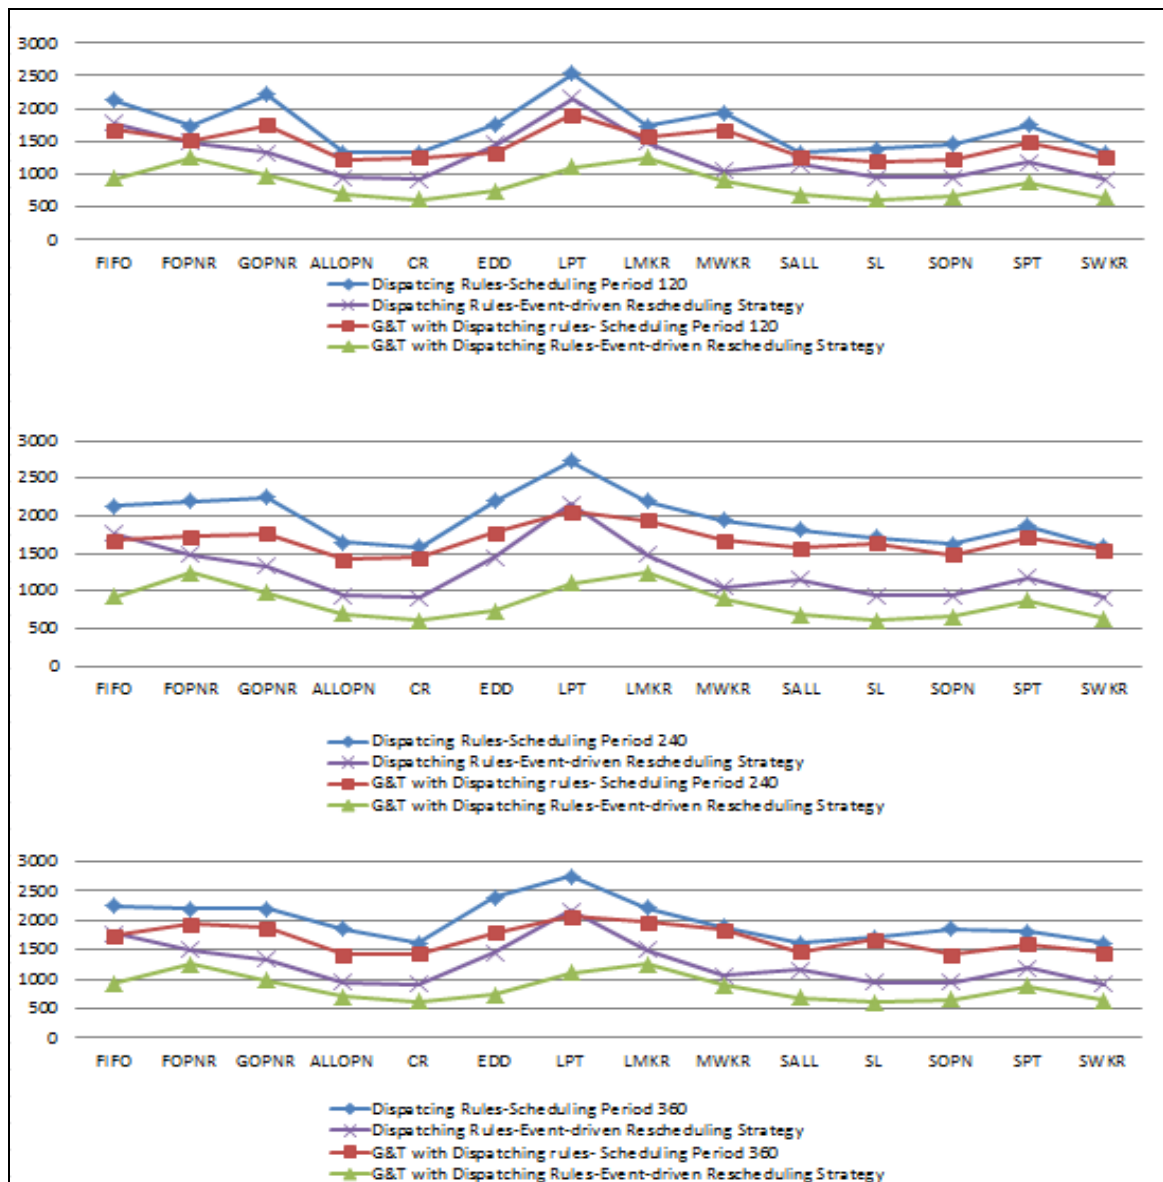 3000
2500
2000
1500
1000
500
0
FIFO FOPNR GOPNR ALLOPN CR EDD LPT LMKR MWKR SALL SL SOPN SPT SWKR
Dispatcing Rules-Scheduling Period 120
Dispatching Rules-Event-driven Rescheduling Strategy
G&T with Dispatching rules- Scheduling Period 120
G&T with Dispatching Rules-Event-driven Rescheduling Strategy
3000
2500
2000
1500
1000
500
0
FIFO FOPNR GOPNR ALLOPN CR EDD LPT LMKR MWKR SALL SL SOPN SPT SWKR
Dispatcing Rules-Scheduling Period 240
Dispatching Rules-Event-driven Rescheduling Strategy
G&T with Dispatching rules- Scheduling Period 240
G&T with Dispatching Rules-Event-driven Rescheduling Strategy
3000
2500
2000
1500
1000
500
0
FIFO FOPNR GOPNR ALLOPN CR EDD LPT LMKR MWKR SALL SL SOPN SPT SWKR
Dispatcing Rules-Scheduling Period 360
Dispatching Rules-Event-driven Rescheduling Strategy
G&T with Dispatching rules- Scheduling Period 360
G&T with Dispatching Rules-Event-driven Rescheduling Strategy